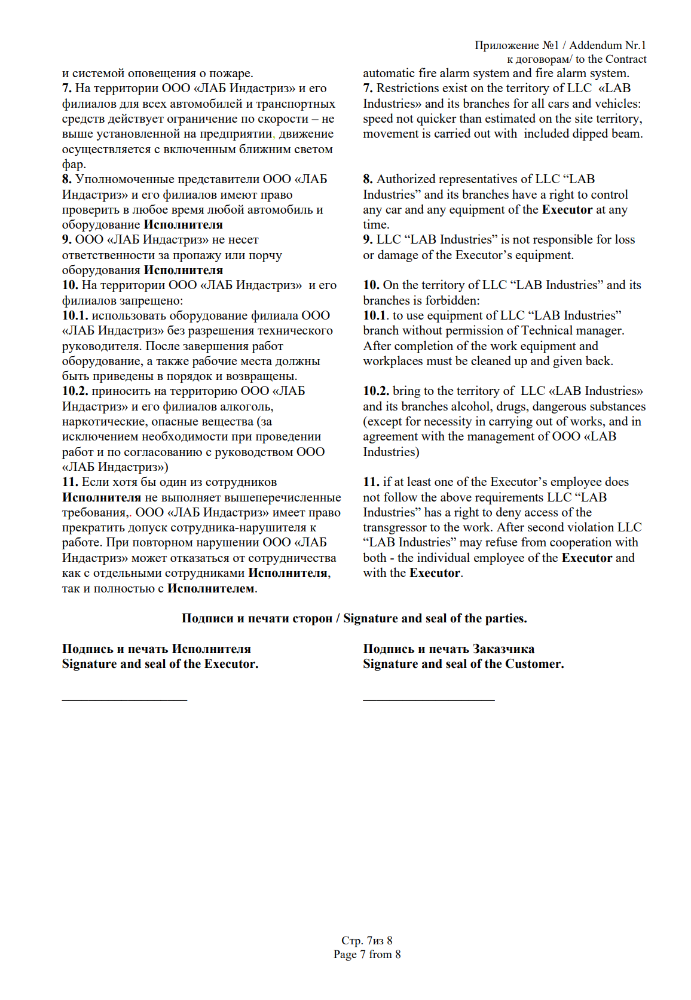 Приложение №1 / Addendum Nr.1
к договорам/ to the Contract
и системой оповещения о пожаре.
7. На территории ООО «ЛАБ Индастриз» и его
филиалов для всех автомобилей и транспортных
средств действует ограничение по скорости – не
выше установленной на предприятии, движение
осуществляется с включенным ближним светом
фар.
8. Уполномоченные представители ООО «ЛАБ
Индастриз» и его филиалов имеют право
проверить в любое время любой автомобиль и
оборудование Исполнителя
9. ООО «ЛАБ Индастриз» не несет
ответственности за пропажу или порчу
оборудования Исполнителя
10. На территории ООО «ЛАБ Индастриз»  и его
филиалов запрещено:
10.1. использовать оборудование филиала ООО
«ЛАБ Индастриз» без разрешения технического
руководителя. После завершения работ
оборудование, а также рабочие места должны
быть приведены в порядок и возвращены.
10.2. приносить на территорию ООО «ЛАБ
Индастриз» и его филиалов алкоголь,
наркотические, опасные вещества (за
исключением необходимости при проведении
работ и по согласованию с руководством ООО
«ЛАБ Индастриз»)
11. Если хотя бы один из сотрудников
Исполнителя не выполняет вышеперечисленные
требования,. ООО «ЛАБ Индастриз» имеет право
прекратить допуск сотрудника-нарушителя к
работе. При повторном нарушении ООО «ЛАБ
Индастриз» может отказаться от сотрудничества
как с отдельными сотрудниками Исполнителя,
так и полностью с Исполнителем.
automatic fire alarm system and fire alarm system.
7. Restrictions exist on the territory of LLC  «LAB
Industries» and its branches for all cars and vehicles:
speed not quicker than estimated on the site territory,
movement is carried out with  included dipped beam.
8. Authorized representatives of LLC “LAB
Industries” and its branches have a right to control
any car and any equipment of the Executor at any
time.
9. LLC “LAB Industries” is not responsible for loss
or damage of the Executor’s equipment.
10. On the territory of LLC “LAB Industries” and its
branches is forbidden:
10.1. to use equipment of LLC “LAB Industries”
branch without permission of Technical manager.
After completion of the work equipment and
workplaces must be cleaned up and given back.
10.2. bring to the territory of  LLC «LAB Industries»
and its branches alcohol, drugs, dangerous substances
(except for necessity in carrying out of works, and in
agreement with the management of OOO «LAB
Industries)
11. if at least one of the Executor’s employee does
not follow the above requirements LLC “LAB
Industries” has a right to deny access of the
transgressor to the work. After second violation LLC
“LAB Industries” may refuse from cooperation with
both - the individual employee of the Executor and
with the Executor.
Подписи и печати сторон / Signature and seal of the parties.
Подпись и печать Исполнителя
Signature and seal of the Executor.
Подпись и печать Заказчика
Signature and seal of the Customer.
Стр. 7из 8
Page 7 from 8